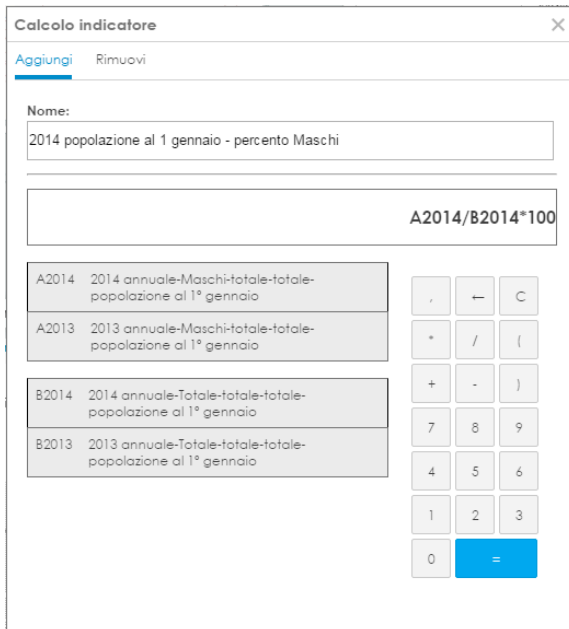 Calcolo indicatore ×
Aggiungi Rimuovi
Nome:
2014 popolazione al 1 gennaio - percento Maschi
A2014/B2014*100
A2014 2014 annuale-Maschi-totale-totale-
popolazione al 1° gennaio
A2013 2013 annuale-Maschi-totale-totale-
popolazione al 1° gennaio
B2014 2014 annuale-Totale-totale-totale-
popolazione al 1° gennaio
B2013 2013 annuale-Totale-totale-totale-
popolazione al 1° gennaio
, ← C
* / (
+ - )
7 8 9
4 5 6
1 2 3
0 =